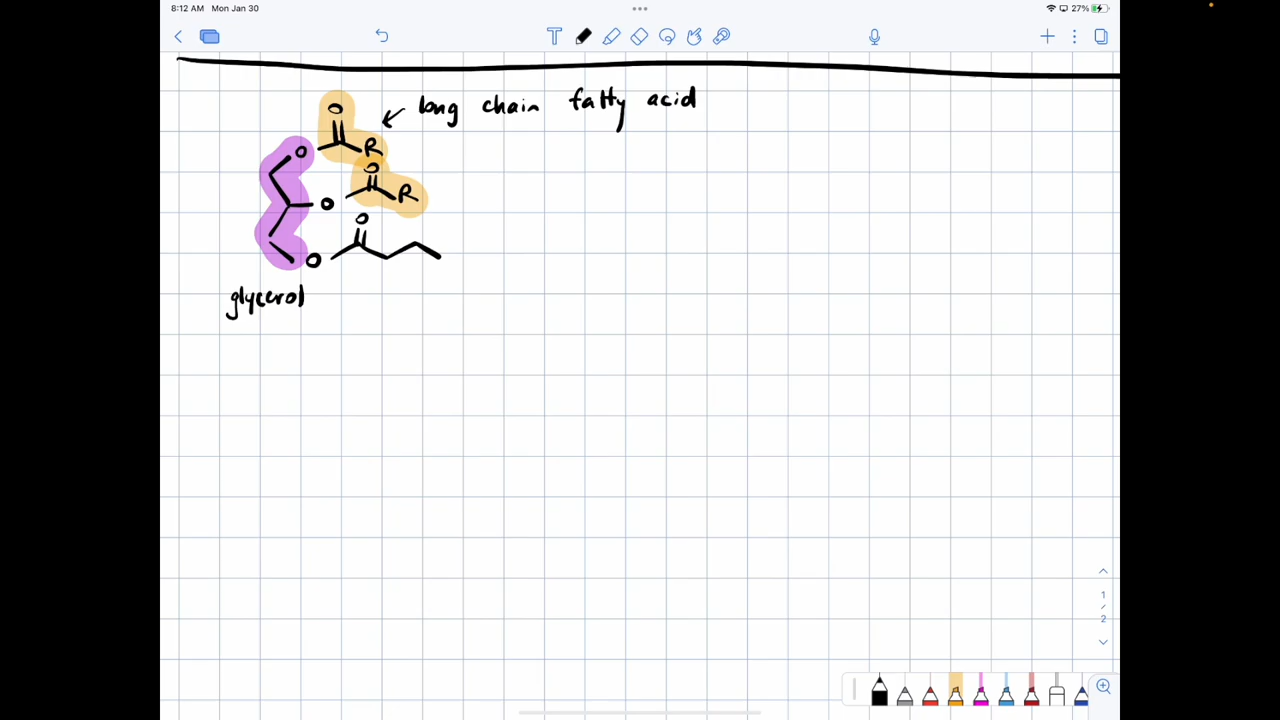 8:12 AM Mon Jan 30
27%
long chain fatty acid
O
O
R
O
O
R
O
O
glycerol
1
/
2